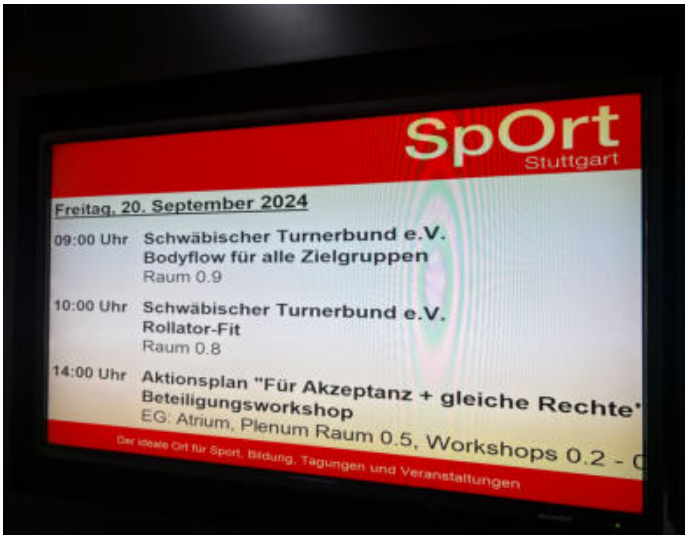 SpOrt
Stuttgart
Freitag, 20. September 2024
09:00 Uhr Schwäbischer Turnerbund e.V.
Bodyflow für alle Zielgruppen
Raum 0.9
10:00 Uhr Schwäbischer Turnerbund e.V.
Rollator-Fit
Raum 0.8
14:00 Uhr Aktionsplan "Für Akzeptanz + gleiche Rechte"
Beteiligungsworkshop
EG: Atrium, Plenum Raum 0.5, Workshops 0.2 -
Der ideale Ort für Sport, Bildung, Tagungen und Veranstaltungen